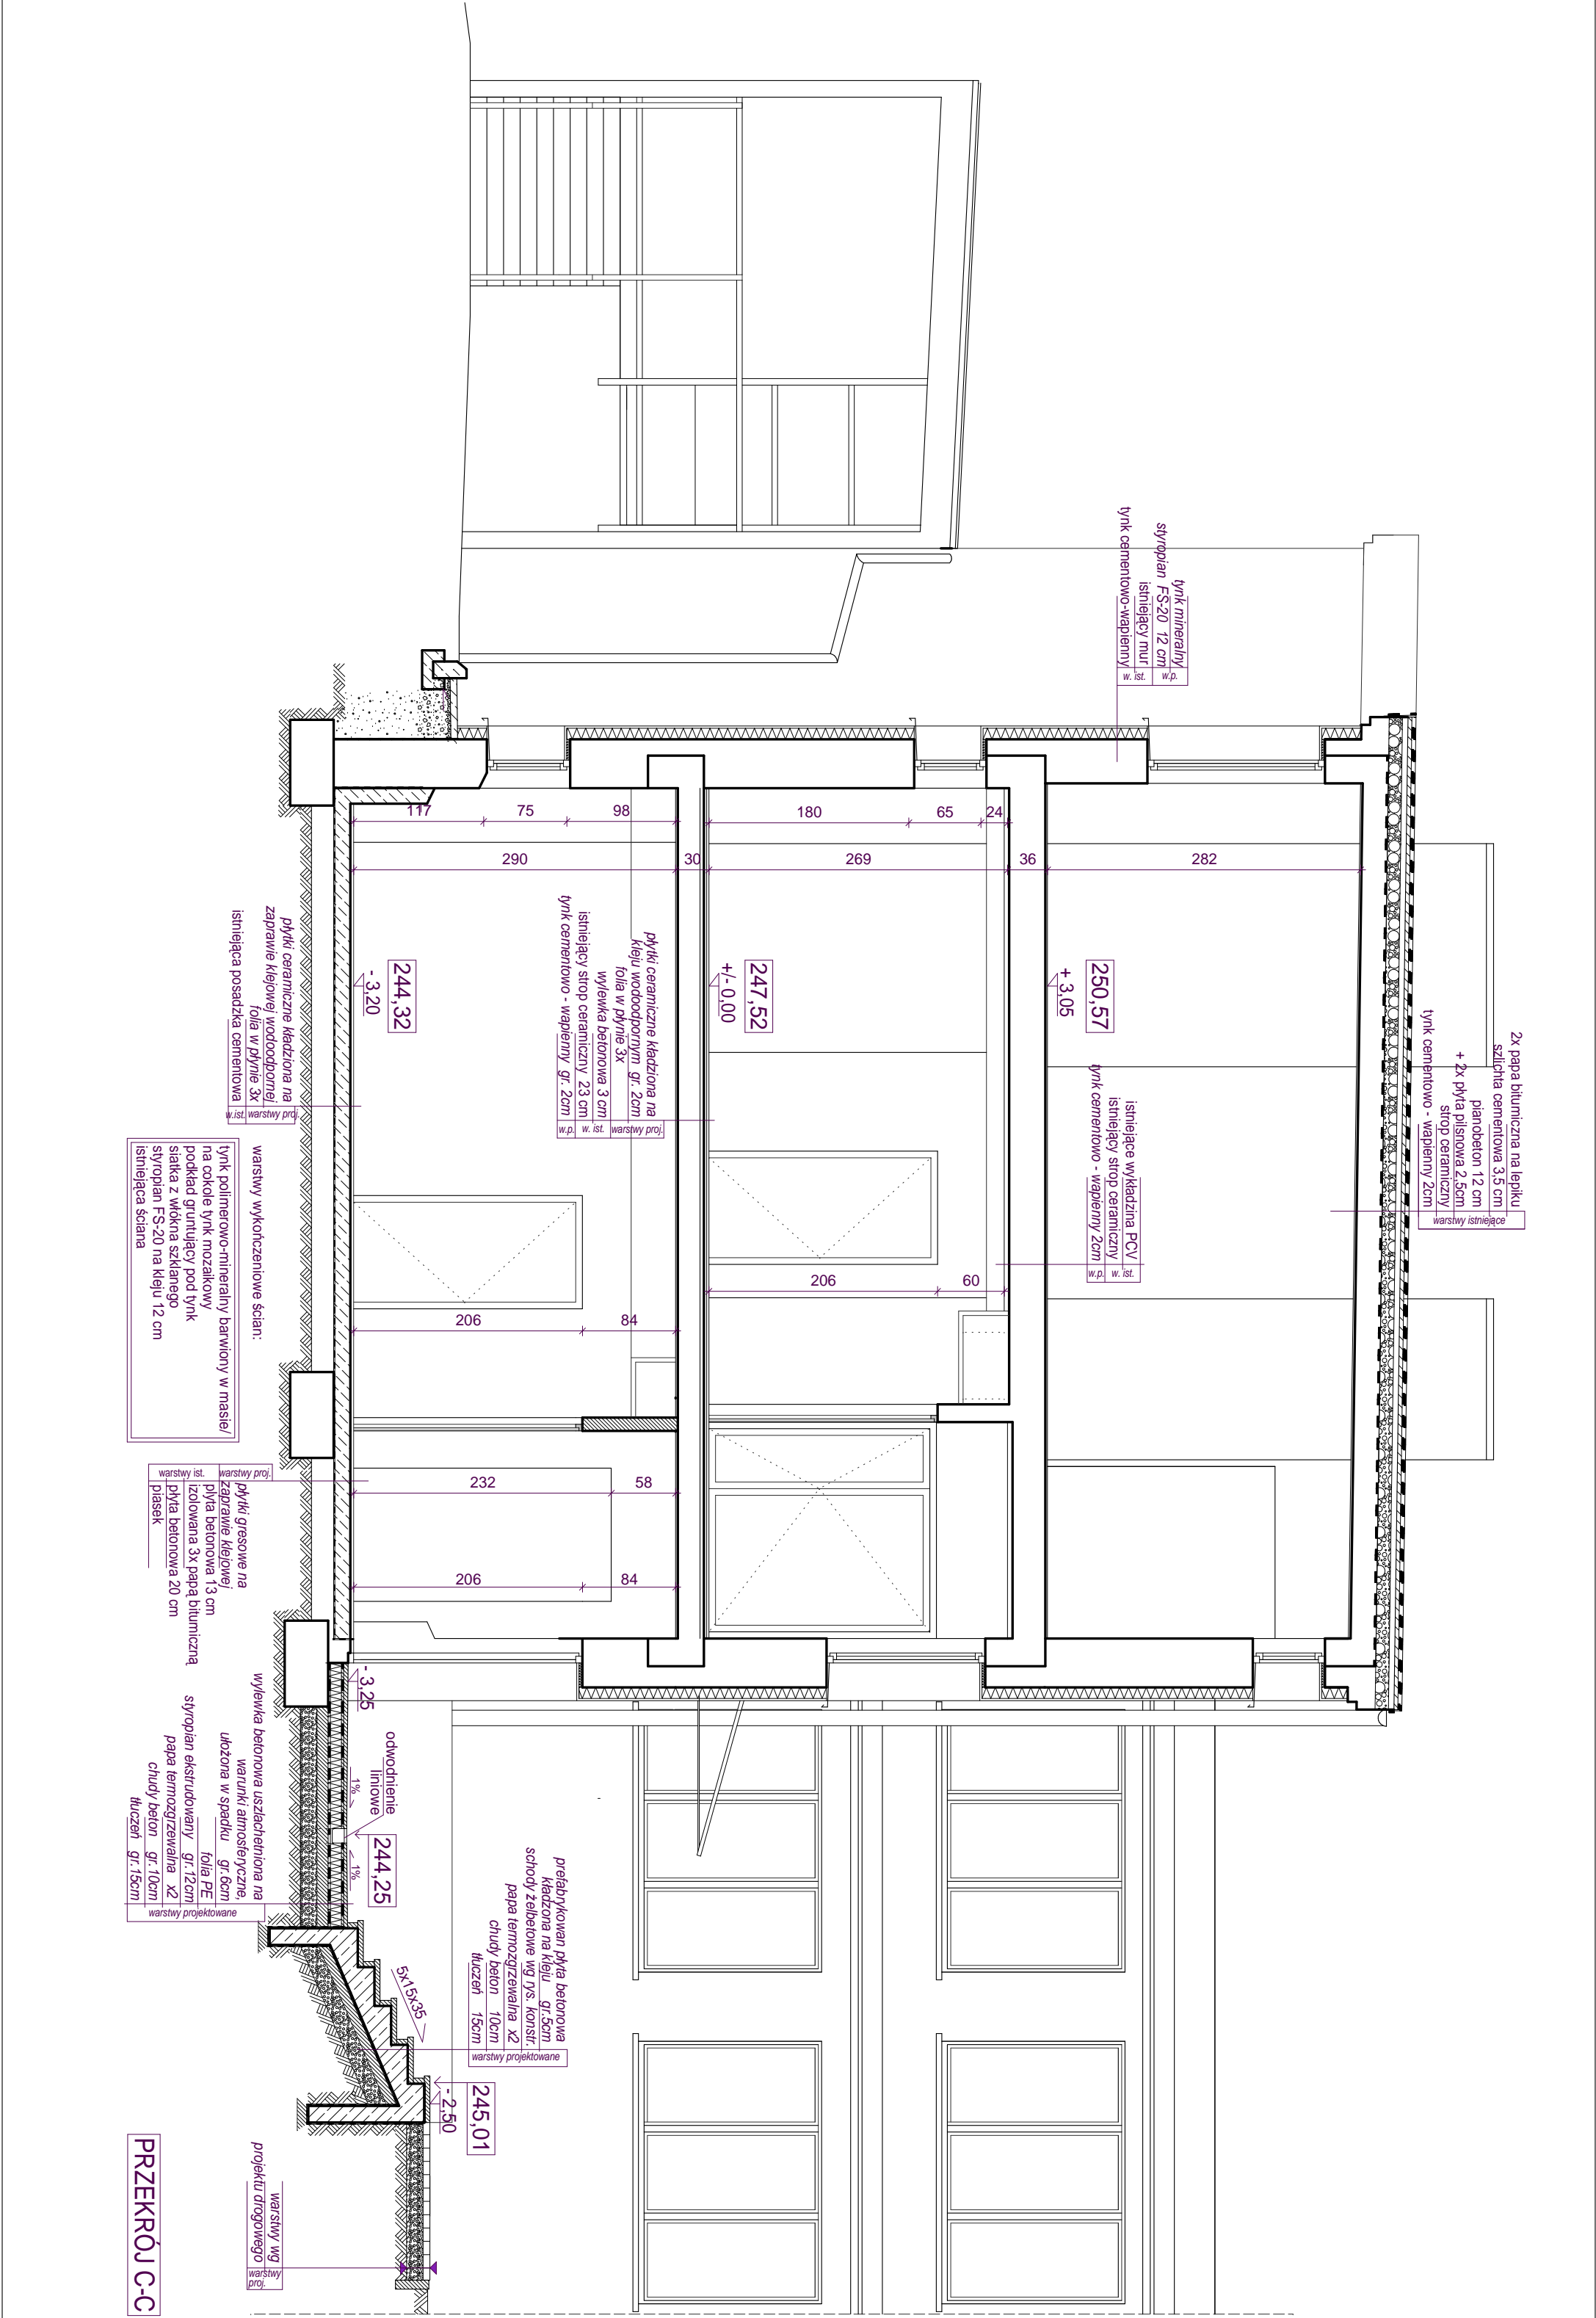 2x papa bitumiczna na lepiku
szlichta cementowa 3,5 cm
pianobeton 12 cm
+ 2x płyta pilsnowa 2,5cm
strop ceramiczny
tynk cementowo - wapienny 2cm
warstwy istniejące
tynk mineralny
styropian FS-20 12 cm
istniejący mur
tynk cementowo-wapienny
w.p.
w. ist.
282
36
24
65
180
269
30
98
75
117
290
250,57
+ 3,05
istniejące wykładzina PCV
istniejący strop ceramiczny
tynk cementowo - wapienny 2cm
w. ist.
w.p.
247,52
+/- 0,00
60
206
płytki ceramiczne kładziona na
kleju wodoodpornym gr. 2cm
folia w płynie 3x
wylewka betonowa 3 cm
istniejący strop ceramiczny 23 cm
tynk cementowo - wapienny gr. 2cm
warstwy proj.
w. ist.
w.p.
244,32
- 3,20
84
206
58
232
84
206
płytki ceramiczne kładziona na
zaprawie klejowej wodoodpornej
folia w płynie 3x
istniejąca posadzka cementowa
warstwy proj.
w.ist.
warstwy wykończeniowe ścian:
tynk polimerowo-mineralny barwiony w masie/
na cokole tynk mozaikowy
podkład gruntujący pod tynk
siatka z włókna szklanego
styropian FS-20 na kleju 12 cm
istniejąca ściana
płytki gresowe na
zaprawie klejowej
płyta betonowa 13 cm
izolowana 3x papą bitumiczną
płyta betonowa 20 cm
piasek
warstwy proj.
warstwy ist.
- 3,25
odwodnienie
liniowe
1%
1%
244,25
wylewka betonowa uszlachetniona na
warunki atmosferyczne,
ułożona w spadku gr.6cm
folia PE
styropian ekstrudowany gr.12cm
papa termozgrzewalna x2
chudy beton gr.10cm
tłuczeń gr.15cm
warstwy projektowane
prefabrykowan płyta betonowa
kładzona na kleju gr.5cm
schody żelbetowe wg rys. konstr.
papa termozgrzewalna x2
chudy beton 10cm
tłuczeń 15cm
warstwy projektowane
5x15x35
245,01
- 2,50
warstwy wg
projektu drogowego
warstwy
proj.
PRZEKRÓJ C-C